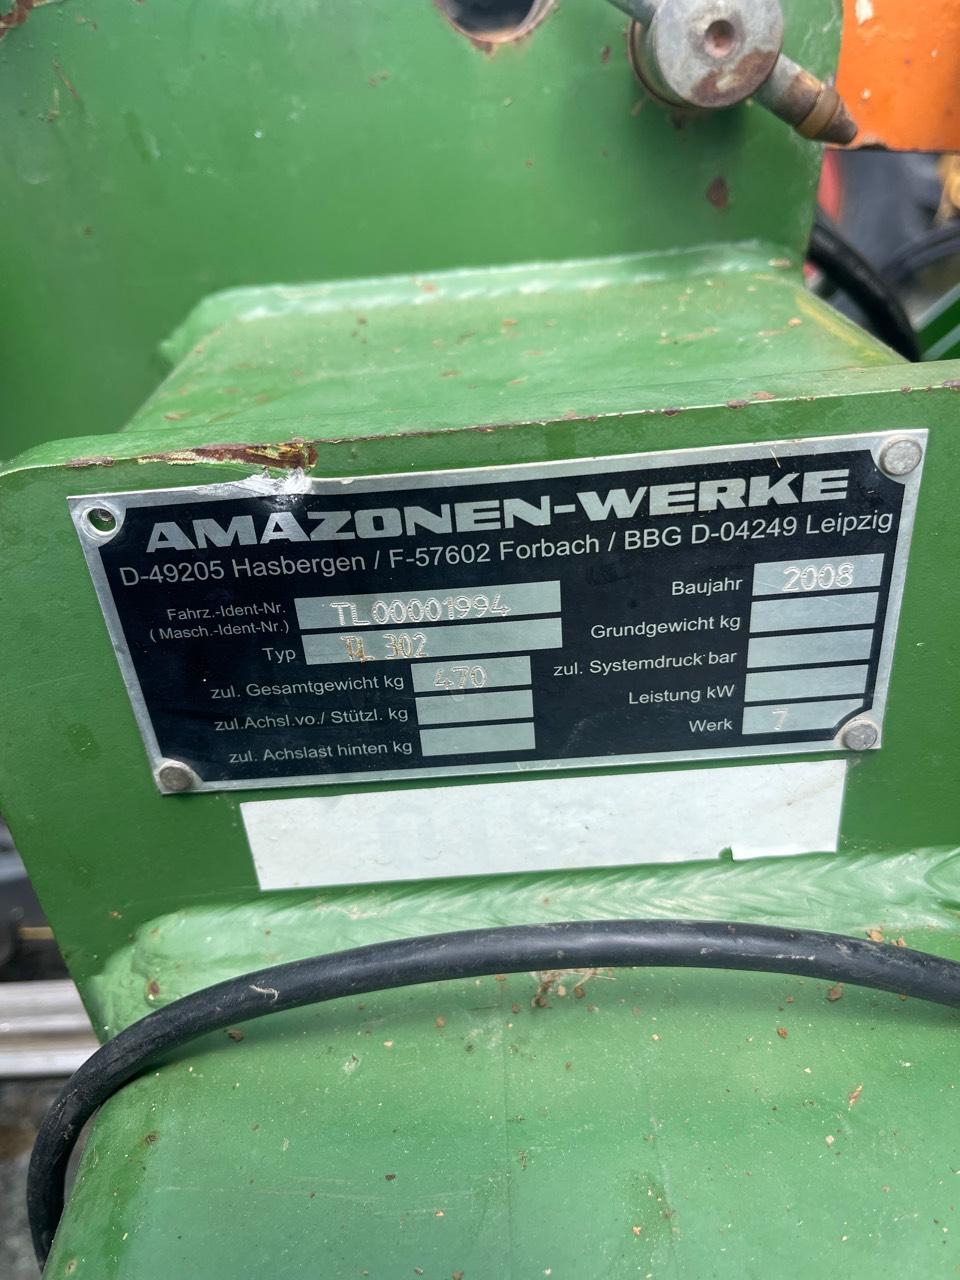 AMAZONEN-WERKE
D-49205 Hasbergen / F-57602 Forbach / BBG D-04249 Leipzig
Fahrz.-Ident-Nr.
( Masch.-Ident-Nr.)
TL00001994
Typ TL 302
zul. Gesamtgewicht kg 470
zul.Achsl.vo./ Stützl. kg
zul. Achslast hinten kg
Baujahr 2008
Grundgewicht kg
zul. Systemdruck bar
Leistung kW
Werk 7